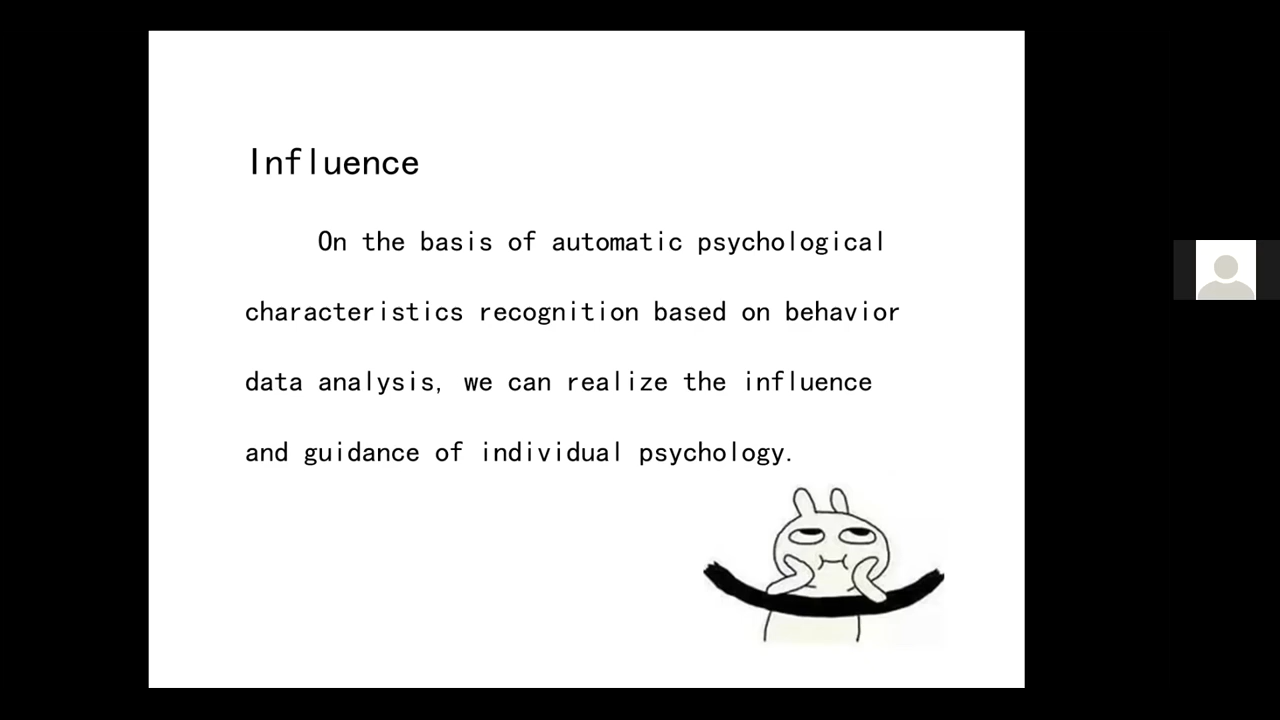 Influence
On the basis of automatic psychological
characteristics recognition based on behavior
data analysis, we can realize the influence
and guidance of individual psychology.